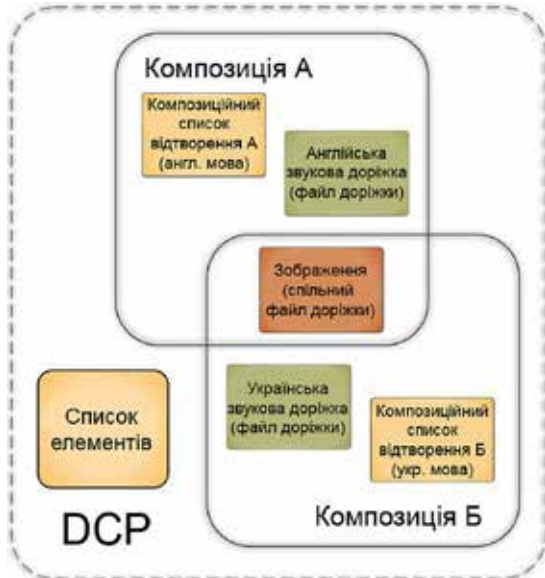 Композиція А
Композиційний
список
відтворення А
(англ. мова)
Англійська
звукова доріжка
(файл доріжки)
Зображення
(спільний
файл доріжки)
Українська
звукова доріжка
(файл доріжки)
Композиційний
список
відтворення Б
(укр. мова)
Композиція Б
Список
елементів
DCP